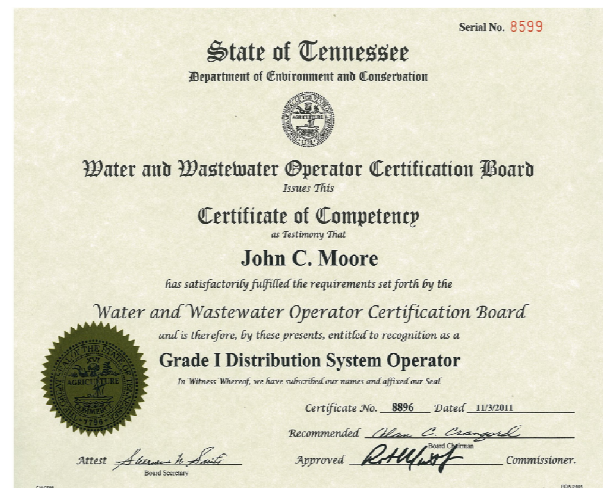 Serial No. 8599
State of Tennessee
Department of Environment and Conservation
AGRICULTURE
Water and Wastewater Operator Certification Board
Issues This
Certificate of Competency
as Testimony That
John C. Moore
has satisfactorily fulfilled the requirements set forth by the
Water and Wastewater Operator Certification Board
and is therefore, by these presents, entitled to recognition as a
Grade I Distribution System Operator
In Witness Whereof, we have subscribed our names and affixed our Seal
AGRICULTURE
1796
Certificate No. 8896 Dated 11/3/2011
Recommended
Board Chairman
Attest
Board Secretary
Approved Commissioner.